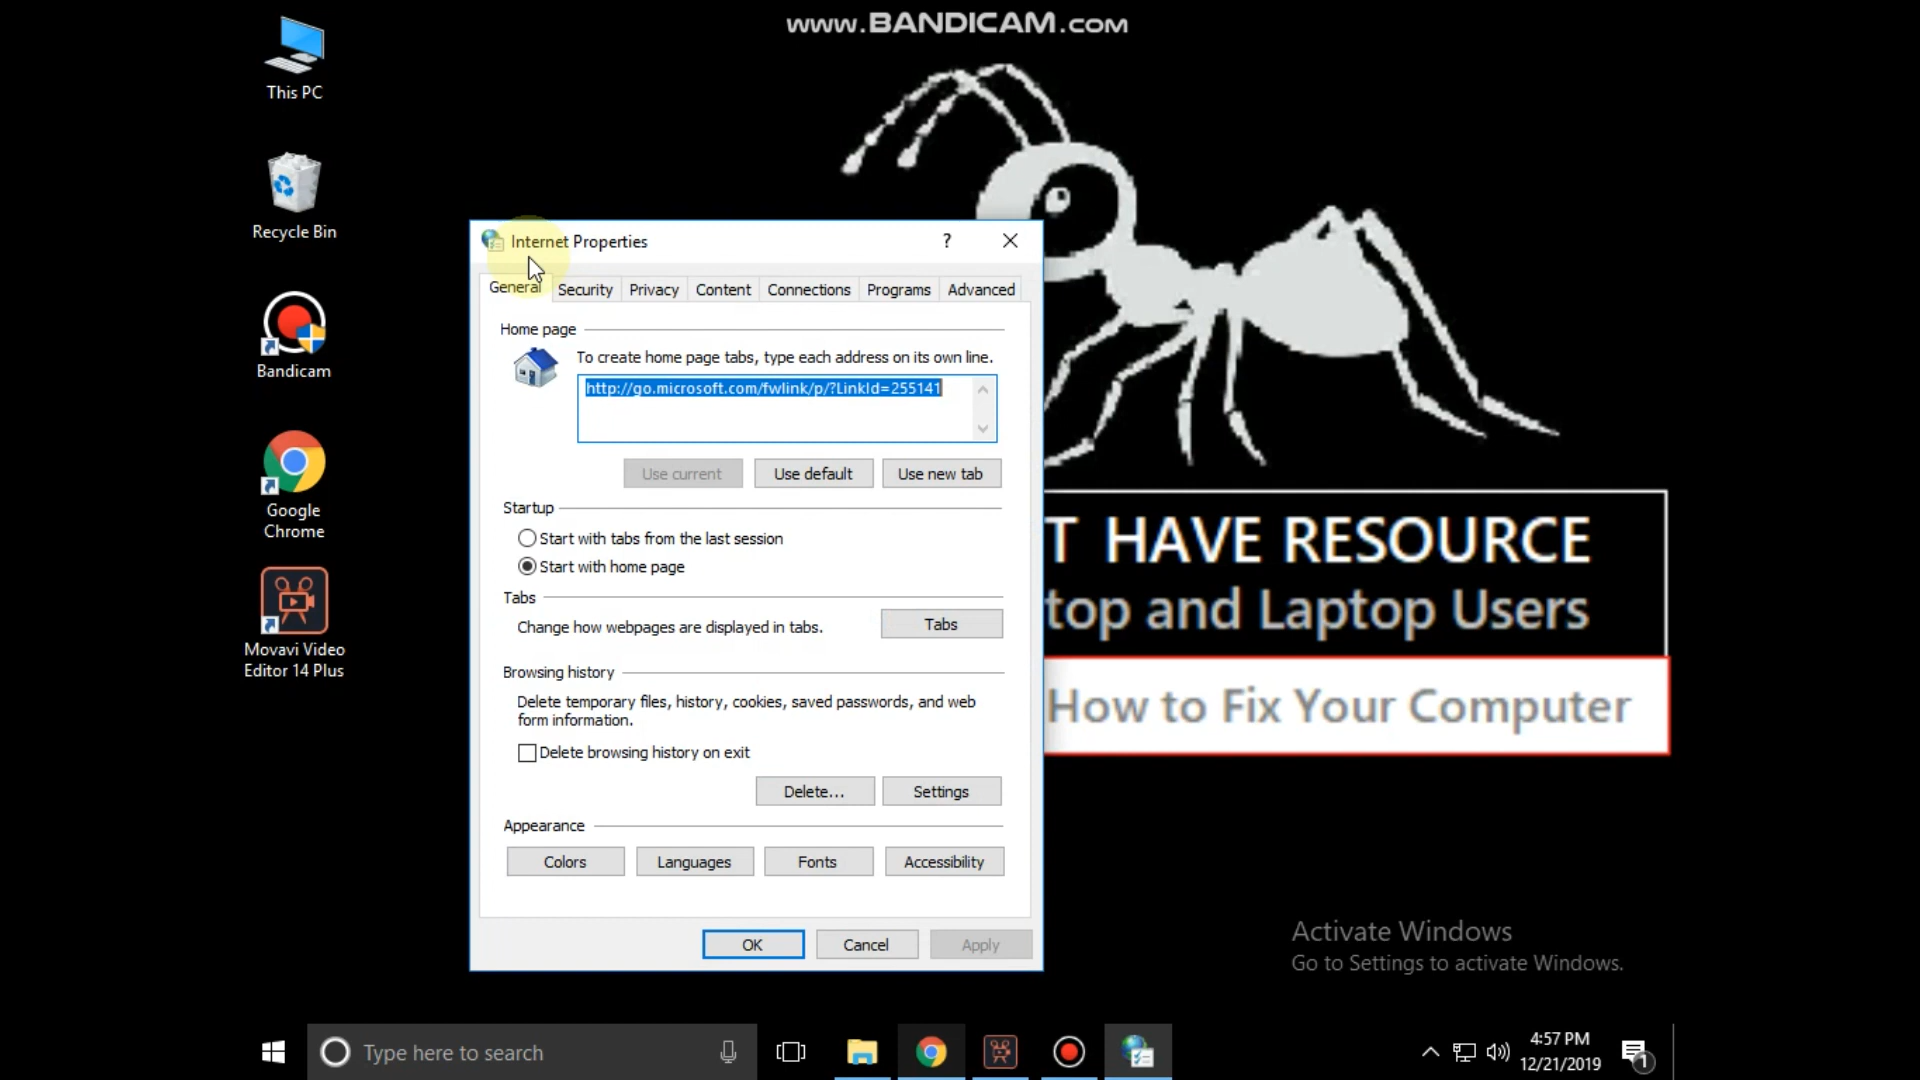 www.BANDICAM.com
This PC
Recycle Bin
Bandicam
Google
Chrome
Movavi Video
Editor 14 Plus
Internet Properties
?
General
Security
Privacy
Content
Connections
Programs
Advanced
Home page
To create home page tabs, type each address on its own line.
http://go.microsoft.com/fwlink/p/?LinkId=255141
Use current
Use default
Use new tab
Startup
Start with tabs from the last session
Start with home page
Tabs
Change how webpages are displayed in tabs.
Tabs
Browsing history
Delete temporary files, history, cookies, saved passwords, and web
form information.
Delete browsing history on exit
Delete...
Settings
Appearance
Colors
Languages
Fonts
Accessibility
OK
Cancel
Apply
T HAVE RESOURCE
top and Laptop Users
How to Fix Your Computer
Activate Windows
Go to Settings to activate Windows.
Type here to search
4:57 PM
12/21/2019
1